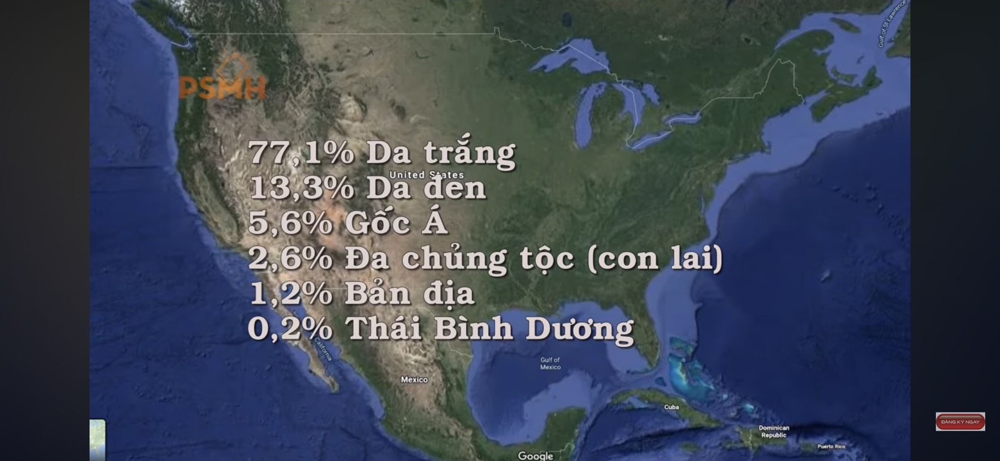 Gulf of St Lawrence
PSMH
77,1% Da trắng
United States
13,3% Da đen
5,6% Gốc Á
2,6% Đa chủng tộc (con lai)
1,2% Bản địa
0,2% Thái Bình Dương
California
Gulf of
Mexico
Mexico
Cuba
ĐĂNG KÝ NGAY
Dominican
Republic
Puerto Rico
Google